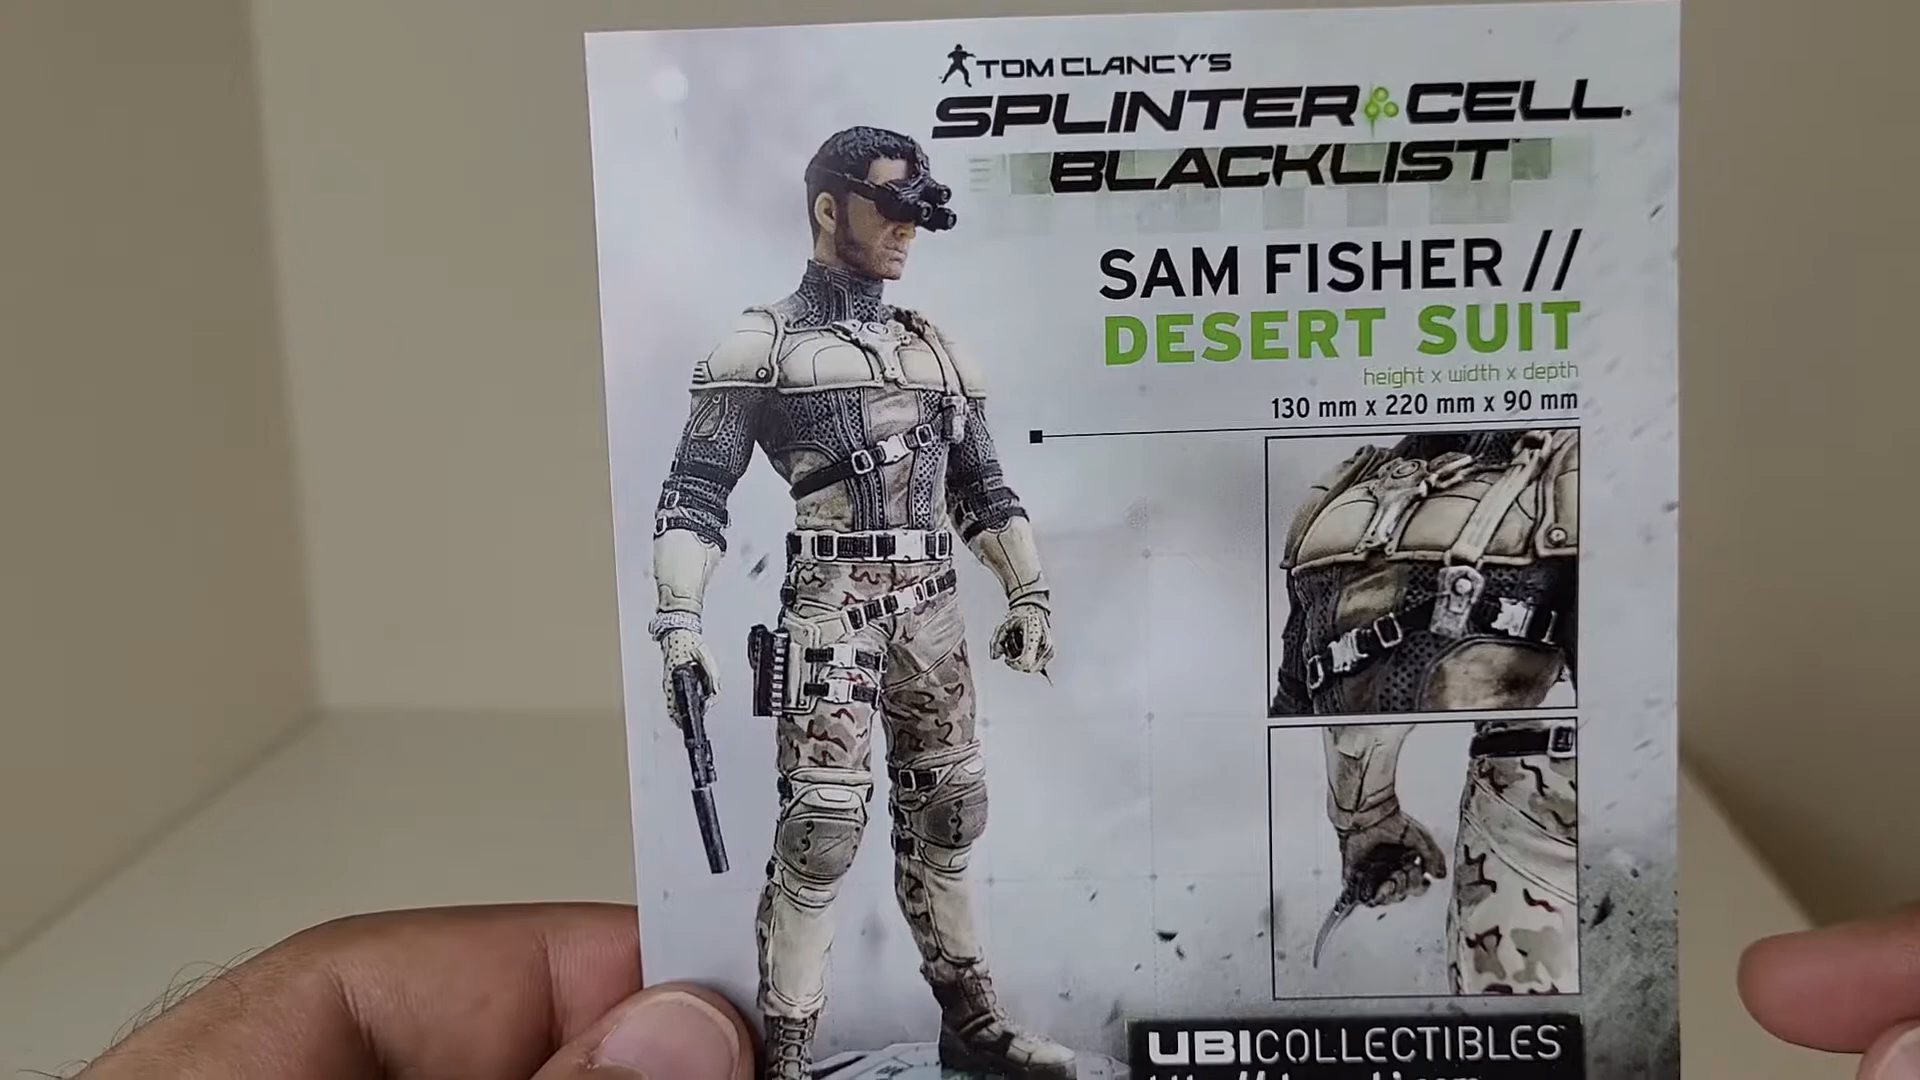 TOM CLANCY'S
SPLINTER CELL
BLACKLIST
SAM FISHER //
DESERT SUIT
height x width x depth
130 mm x 220 mm x 90 mm
UBICOLLECTIBLES